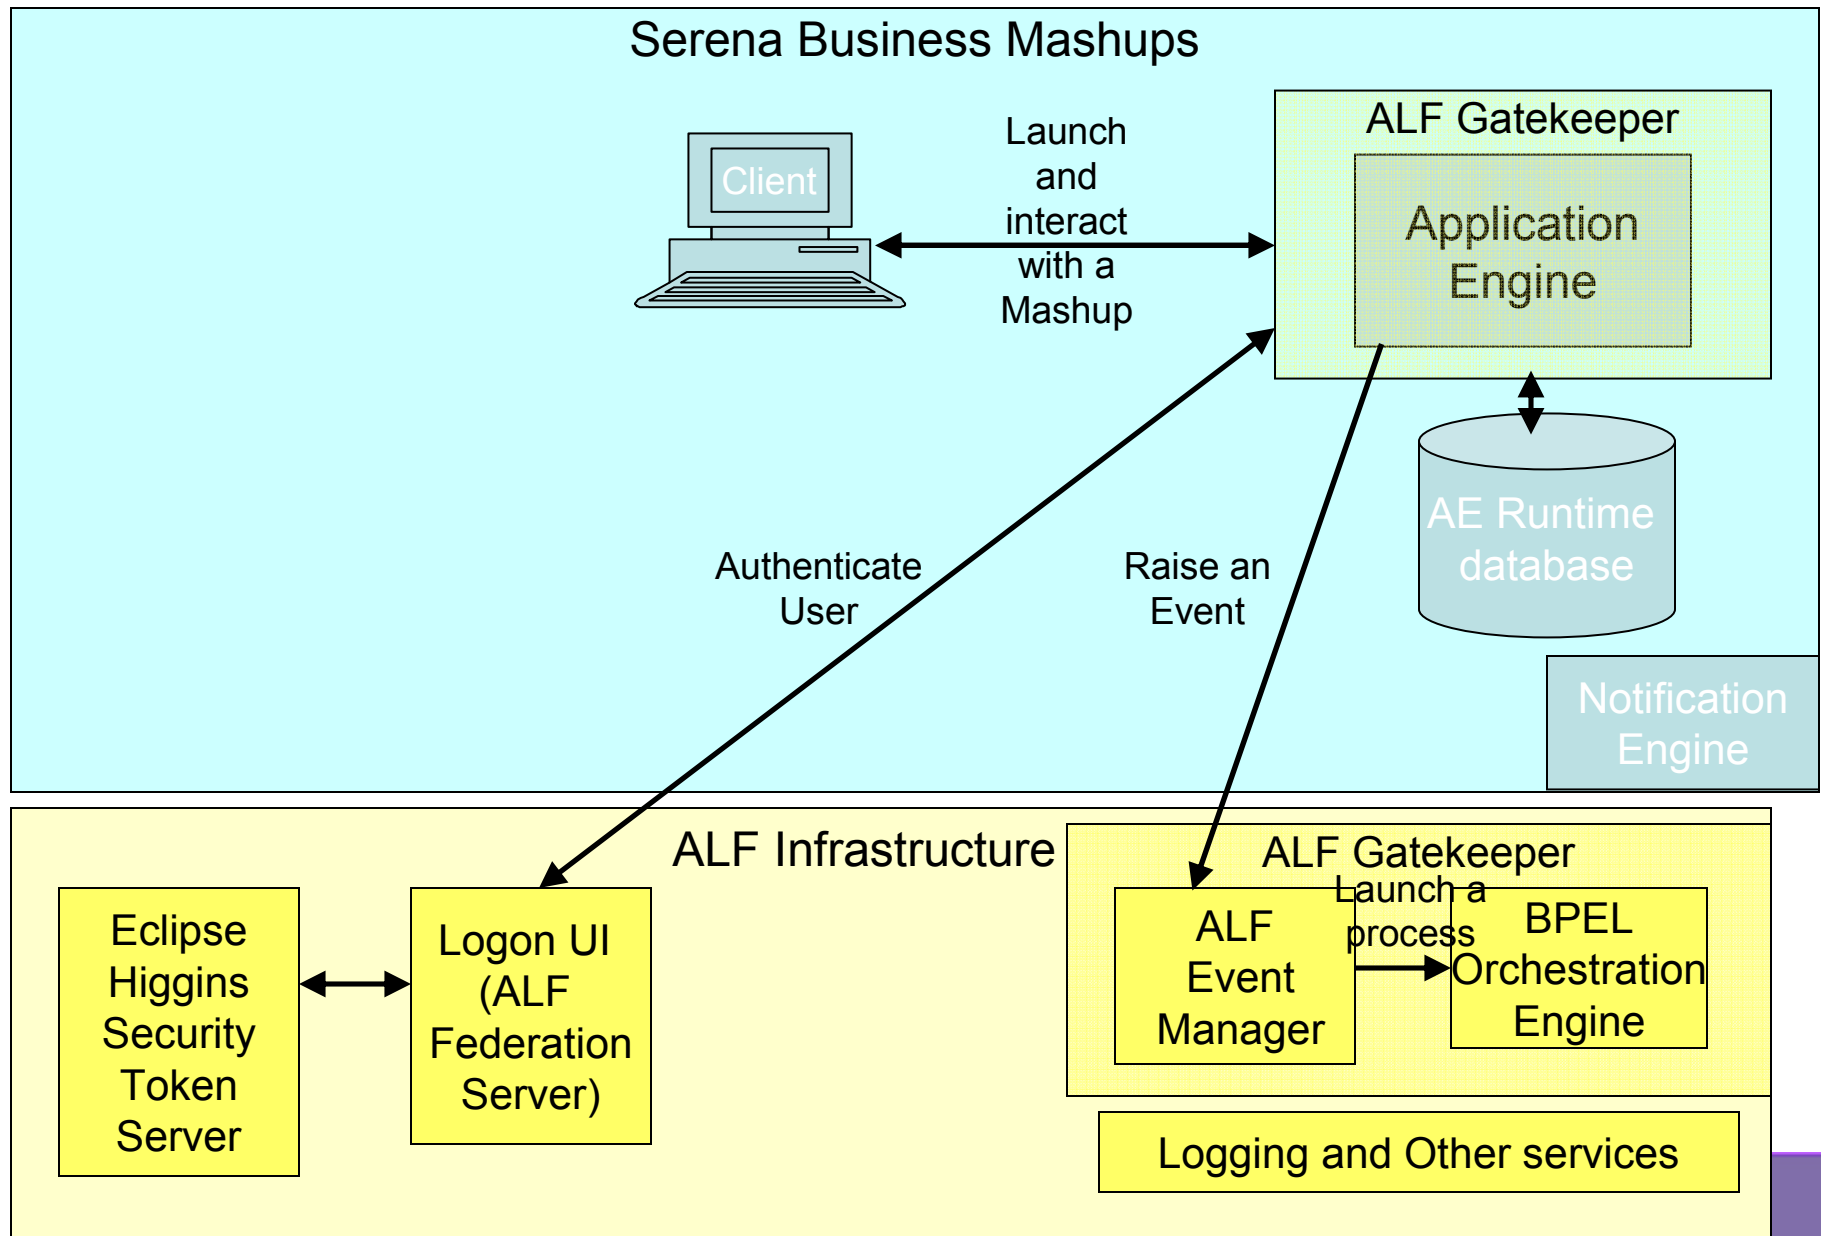 Serena Business Mashups
Client
Launch
and
interact
with a
Mashup
ALF Gatekeeper
Application
Engine
AE Runtime
database
Authenticate
User
Raise an
Event
Notification
Engine
ALF Infrastructure
Eclipse
Higgins
Security
Token
Server
Logon UI
(ALF
Federation
Server)
ALF Gatekeeper
ALF
Event
Manager
Launch a
process
BPEL
Orchestration
Engine
Logging and Other services